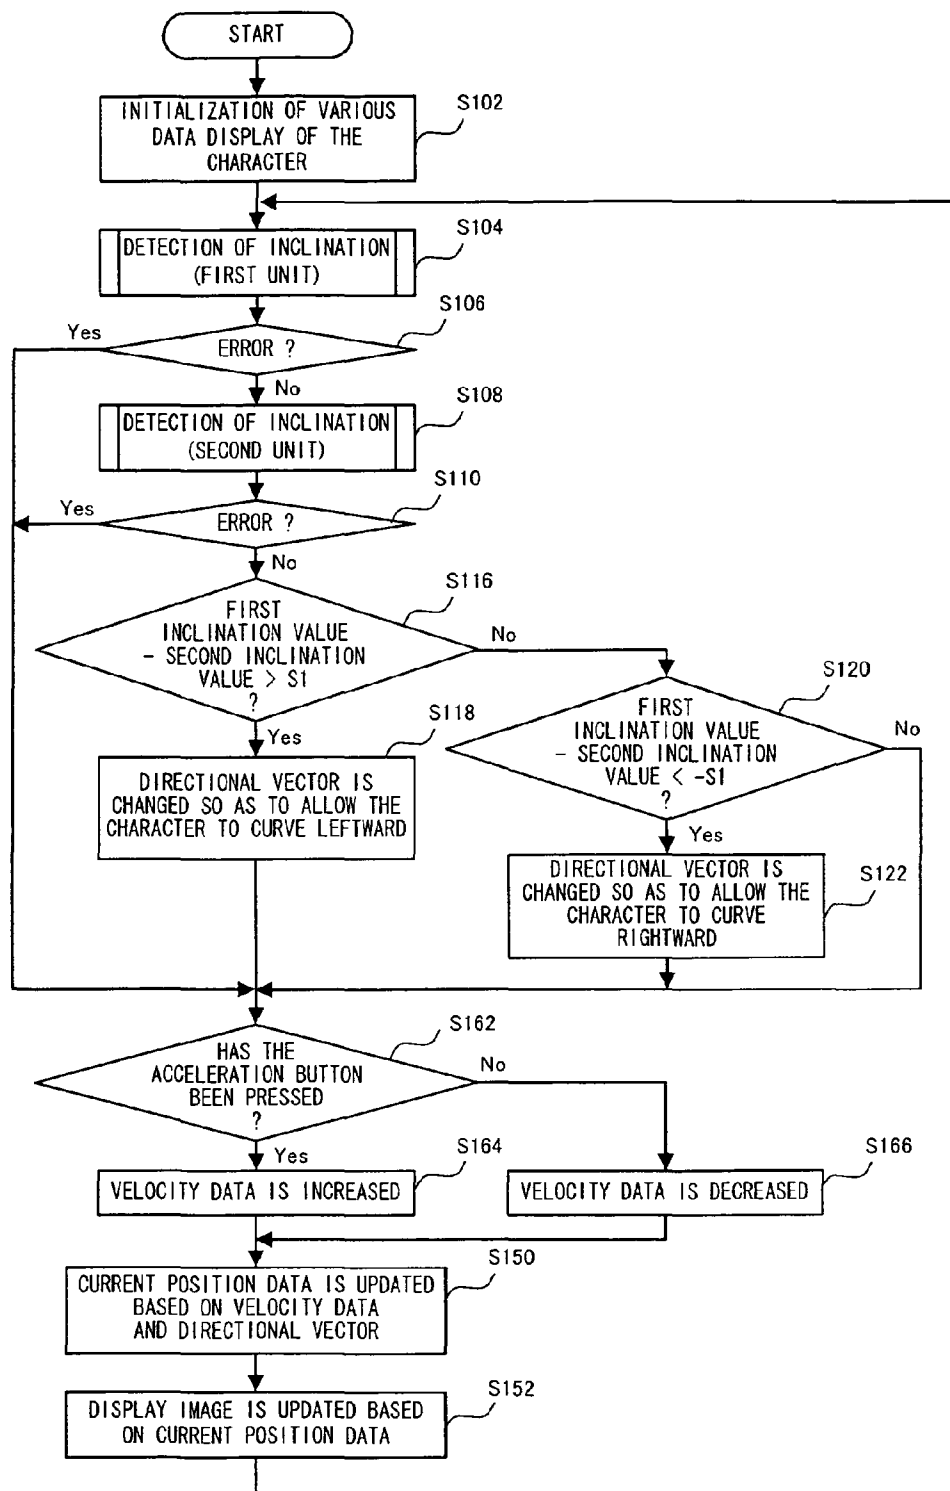 START
INITIALIZATION OF VARIOUS
DATA DISPLAY OF THE
CHARACTER
S102
DETECTION OF INCLINATION
(FIRST UNIT)
S104
ERROR ?
S106
Yes
No
DETECTION OF INCLINATION
(SECOND UNIT)
S108
ERROR ?
S110
Yes
No
FIRST
INCLINATION VALUE
- SECOND INCLINATION
VALUE > S1
?
S116
No
Yes
FIRST
INCLINATION VALUE
- SECOND INCLINATION
VALUE < -S1
?
S120
No
Yes
DIRECTIONAL VECTOR IS
CHANGED SO AS TO ALLOW THE
CHARACTER TO CURVE LEFTWARD
S118
DIRECTIONAL VECTOR IS
CHANGED SO AS TO ALLOW THE
CHARACTER TO CURVE
RIGHTWARD
S122
HAS THE
ACCELERATION BUTTON
BEEN PRESSED
?
S162
No
Yes
VELOCITY DATA IS INCREASED
S164
VELOCITY DATA IS DECREASED
S166
CURRENT POSITION DATA IS UPDATED
BASED ON VELOCITY DATA
AND DIRECTIONAL VECTOR
S150
DISPLAY IMAGE IS UPDATED BASED
ON CURRENT POSITION DATA
S152